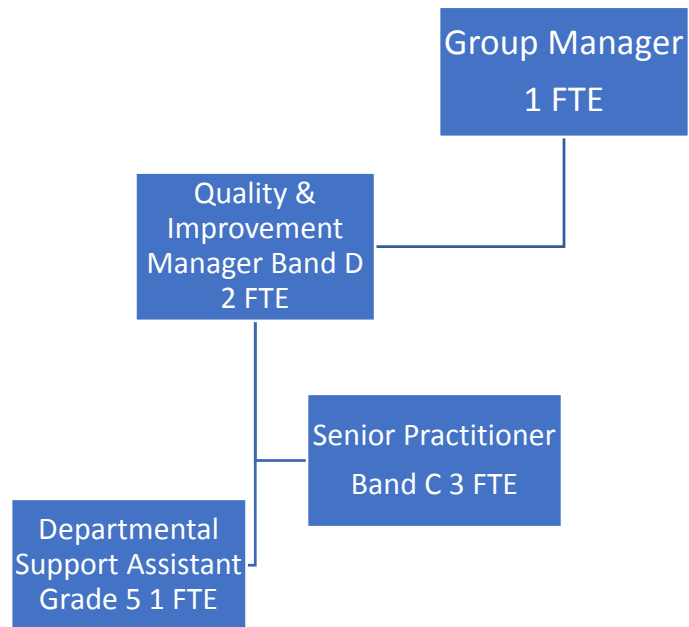 Group Manager
1 FTE
Quality &
Improvement
Manager Band D
2 FTE
Senior Practitioner
Band C 3 FTE
Departmental
Support Assistant
Grade 5 1 FTE